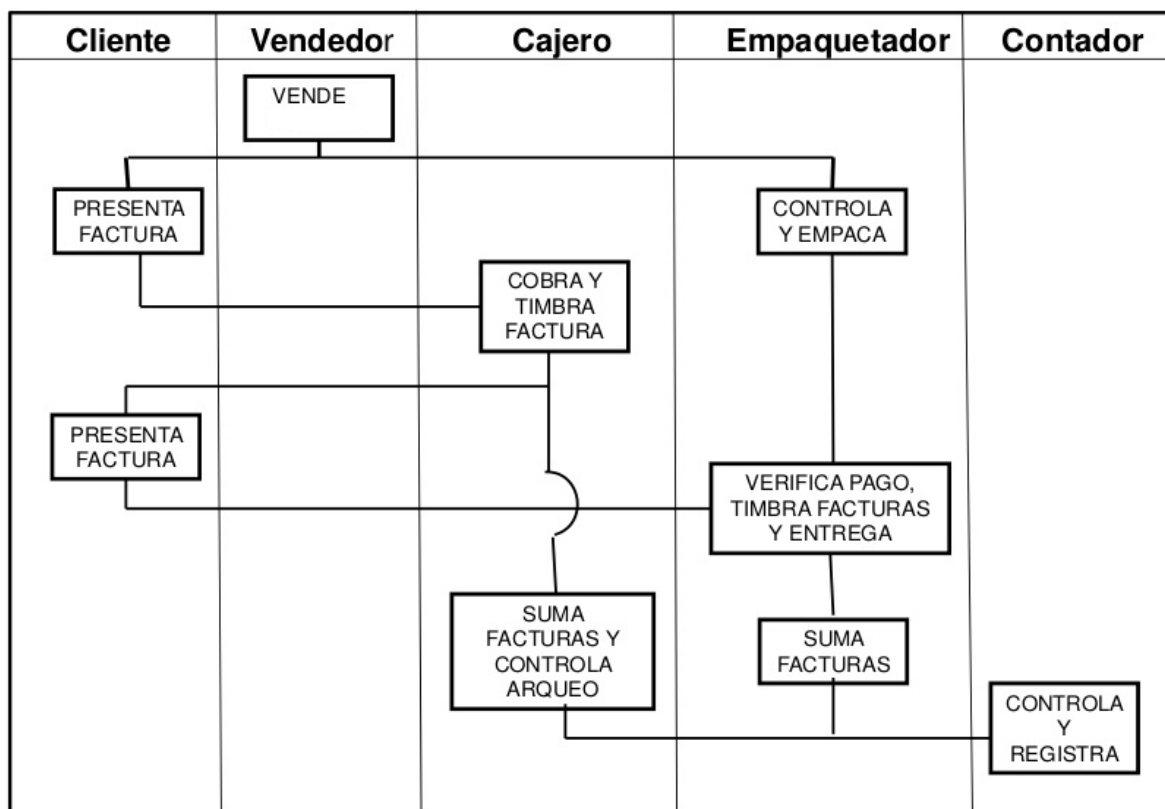 Cliente
Vendedor
Cajero
Empaquetador
Contador
VENDE
PRESENTA
FACTURA
CONTROLA
Y EMPACA
COBRA Y
TIMBRA
FACTURA
PRESENTA
FACTURA
VERIFICA PAGO,
TIMBRA FACTURAS
Y ENTREGA
SUMA
FACTURAS Y
CONTROLA
ARQUEO
SUMA
FACTURAS
CONTROLA
Y
REGISTRA